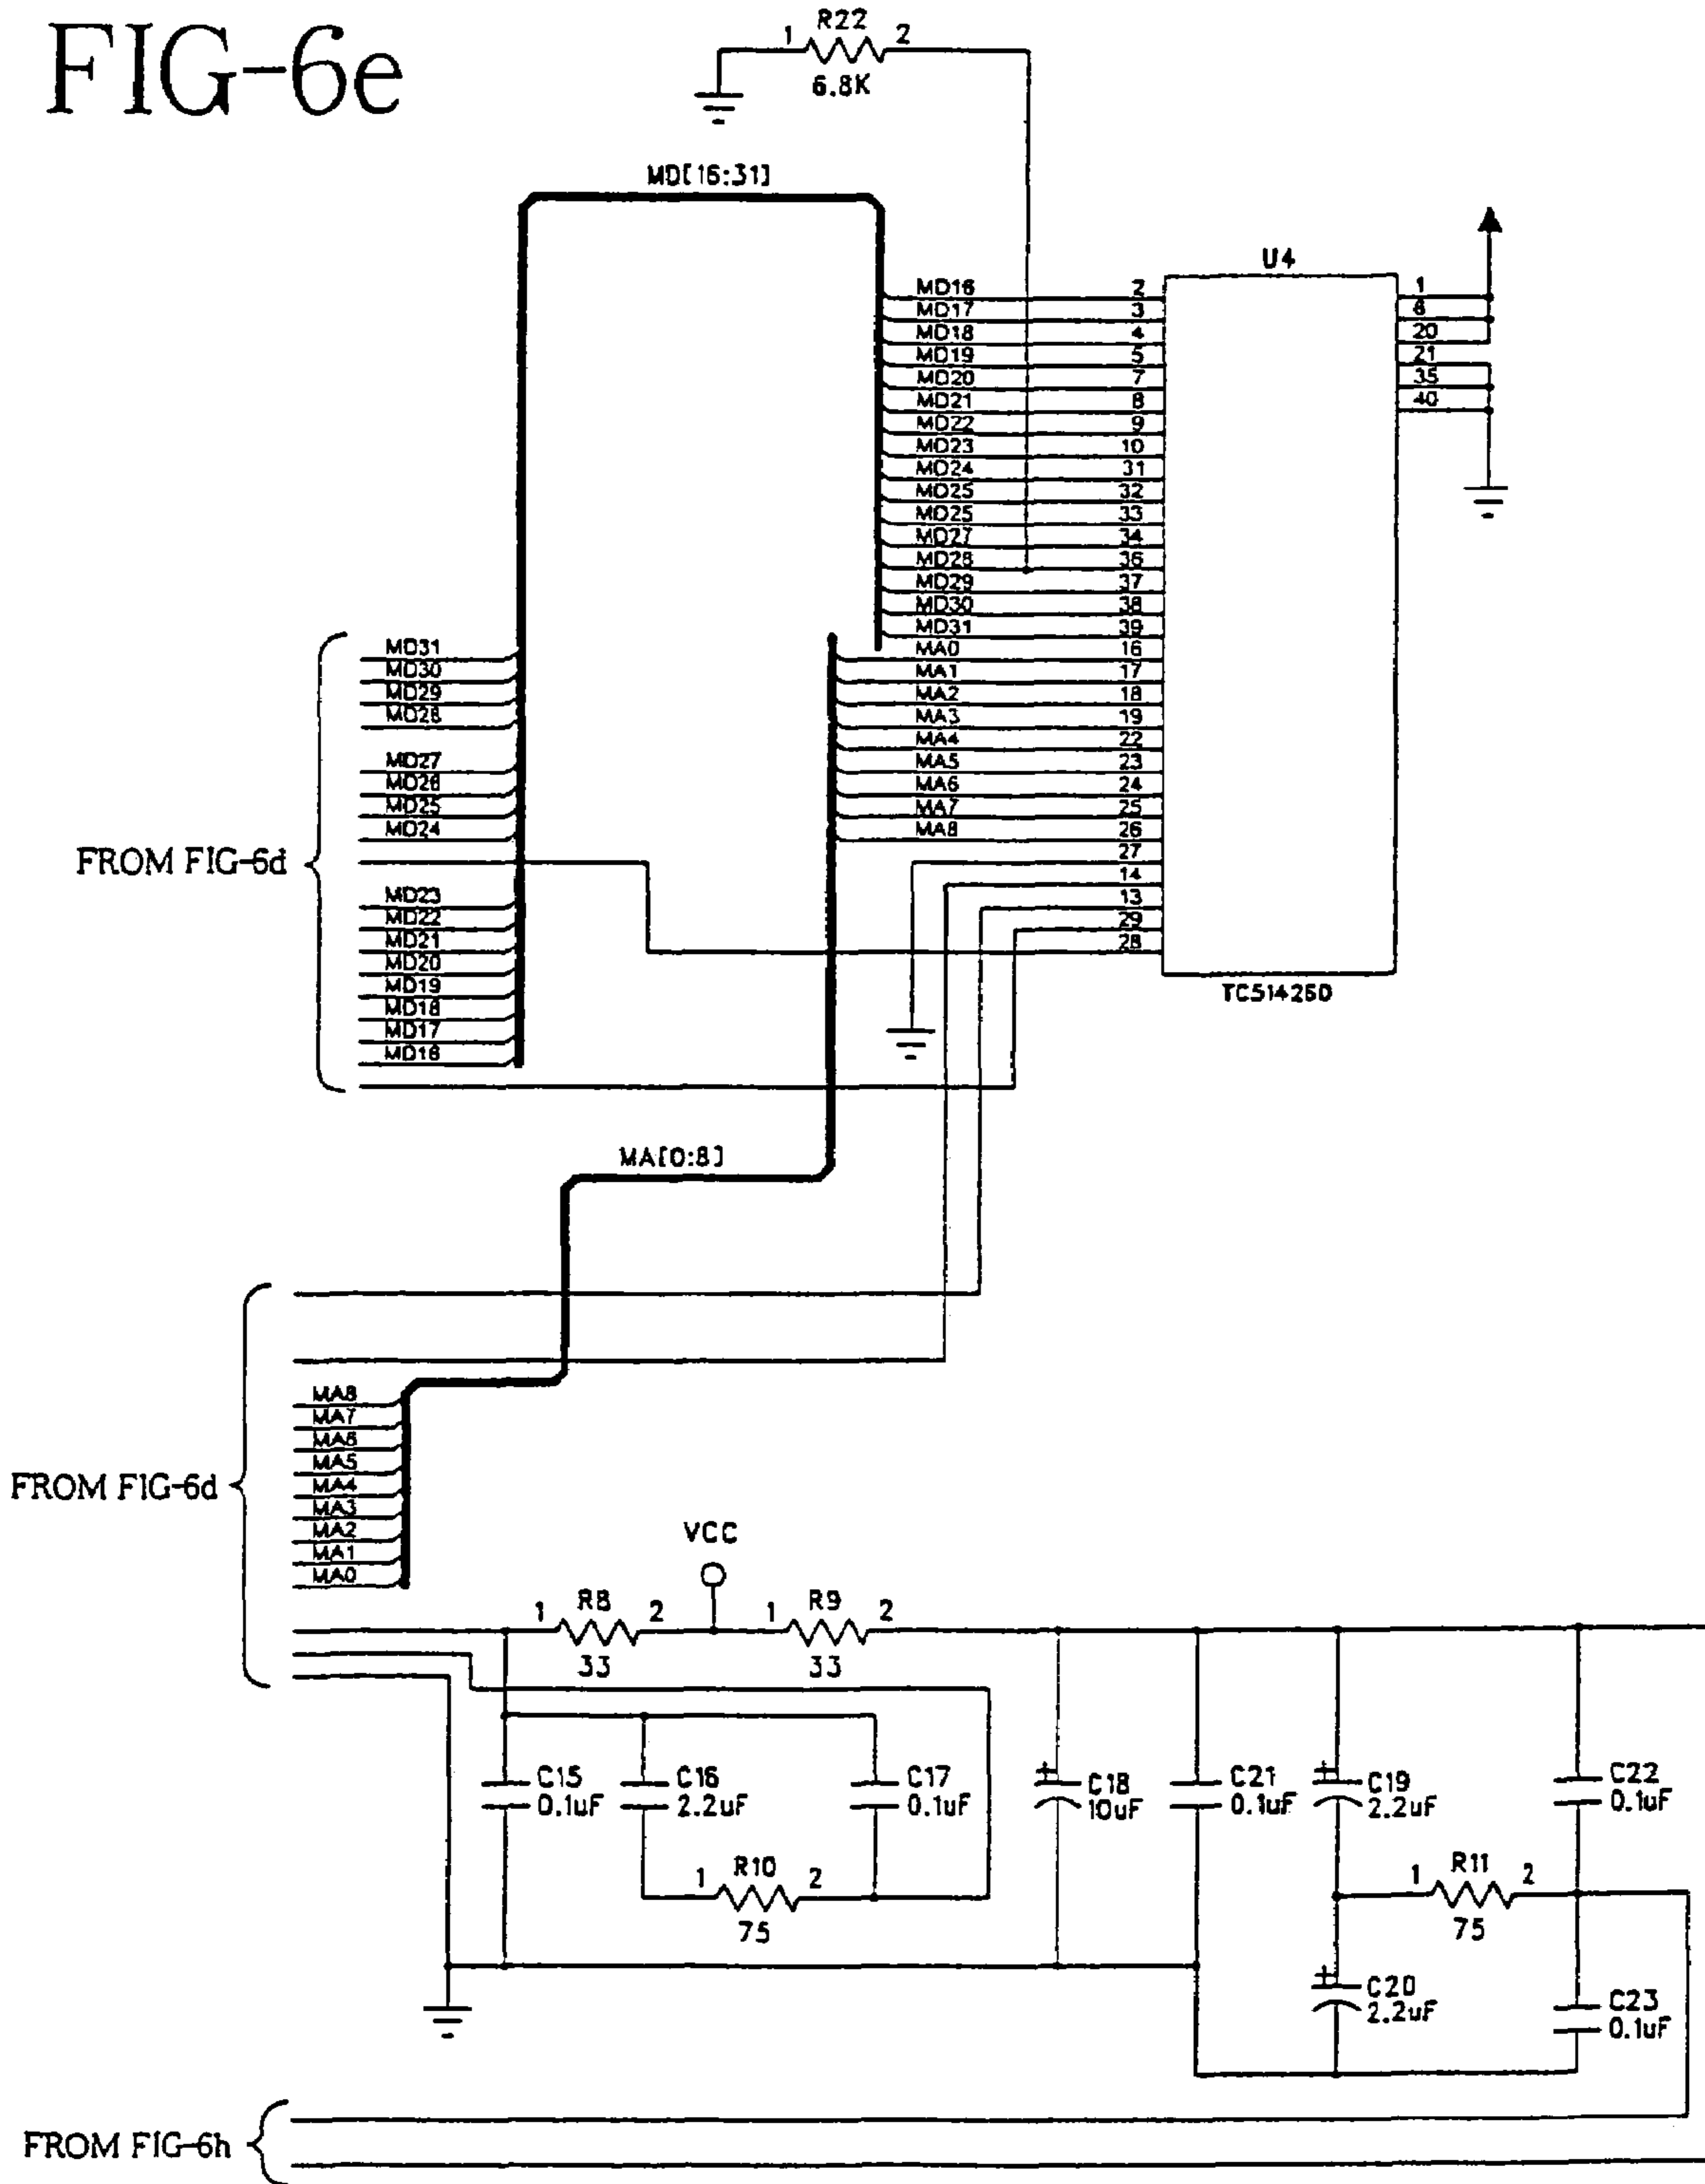 FIG-6e
1 R22 2
6.8K
MD[16:31]
U4
MD16 2
MD17 3
MD18 4
MD19 5
MD20 7
MD21 8
MD22 9
MD23 10
MD24 31
MD25 32
MD25 33
MD27 34
MD28 36
MD29 37
MD30 38
MD31 39
MA0 16
MA1 17
MA2 18
MA3 19
MA4 22
MA5 23
MA6 24
MA7 25
MA8 26
27
14
13
29
28
1
6
20
21
35
40
TC514260
MD31
MD30
MD29
MD28
MD27
MD26
MD25
MD24
FROM FIG-6d
MD23
MD22
MD21
MD20
MD19
MD18
MD17
MD16
MA[0:8]
MA8
MA7
MA6
MA5
FROM FIG-6d
MA4
MA3
MA2
MA1
MA0
VCC
1 R8 2
33
1 R9 2
33
C15
0.1uF
C16
2.2uF
C17
0.1uF
+ C18
10uF
C21
0.1uF
+ C19
2.2uF
C22
0.1uF
1 R10 2
75
1 R11 2
75
+ C20
2.2uF
C23
0.1uF
FROM FIG-6h